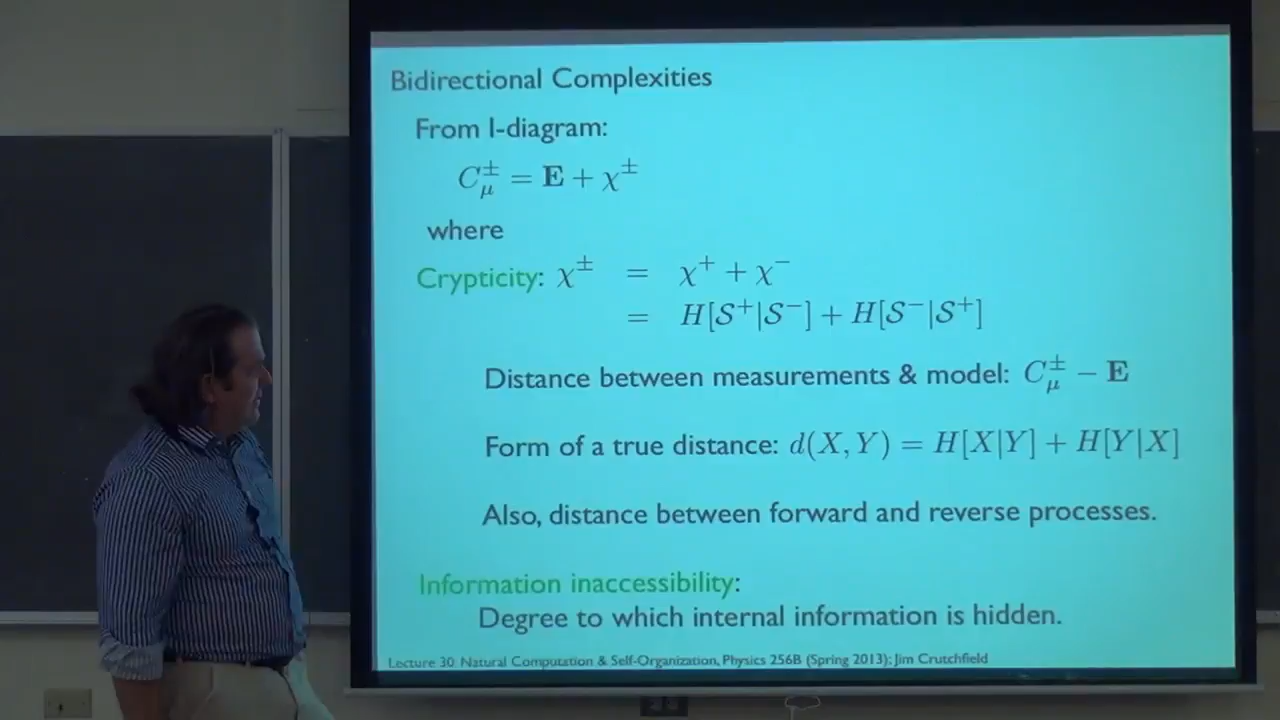 Bidirectional Complexities
From I-diagram:
C_μ^± = E + χ^±
where
Crypticity: χ^± = χ^+ + χ^-
= H[S^+|S^-] + H[S^-|S^+]
Distance between measurements & model: C_μ^± − E
Form of a true distance: d(X, Y) = H[X|Y] + H[Y|X]
Also, distance between forward and reverse processes.
Information inaccessibility:
Degree to which internal information is hidden.
Lecture 30: Natural Computation & Self-Organization, Physics 256B (Spring 2013); Jim Crutchfield